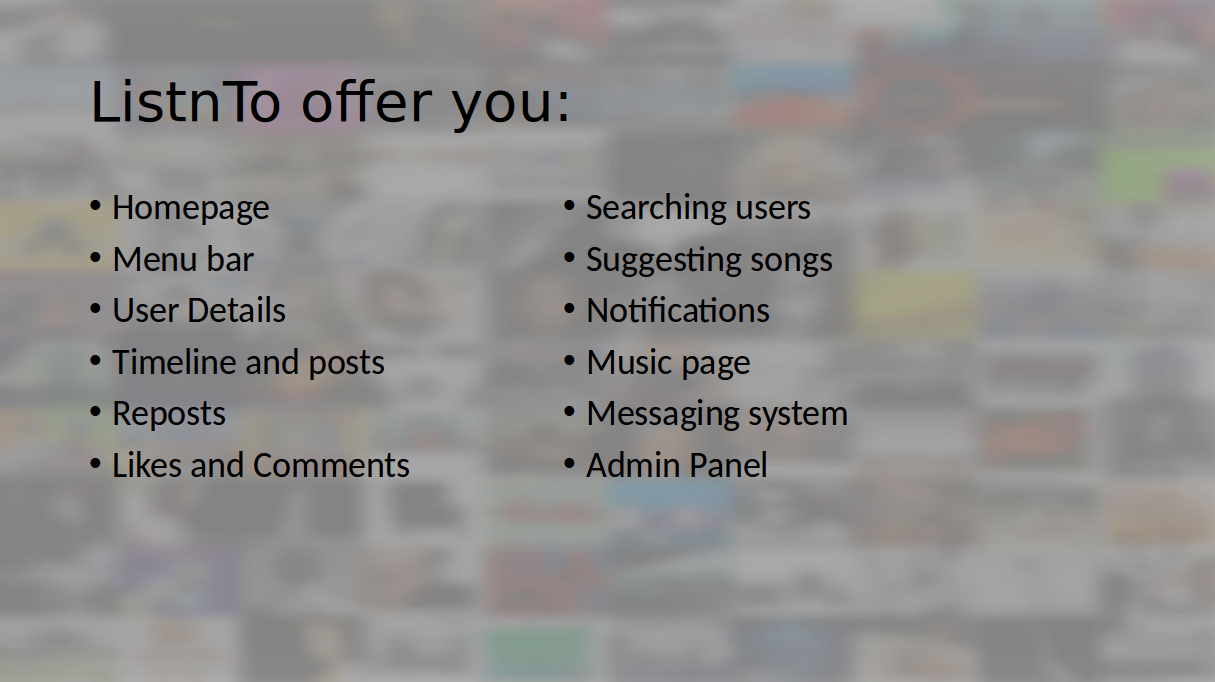 ListnTo offer you:
• Homepage
• Menu bar
• User Details
• Timeline and posts
• Reposts
• Likes and Comments
• Searching users
• Suggesting songs
• Notifications
• Music page
• Messaging system
• Admin Panel